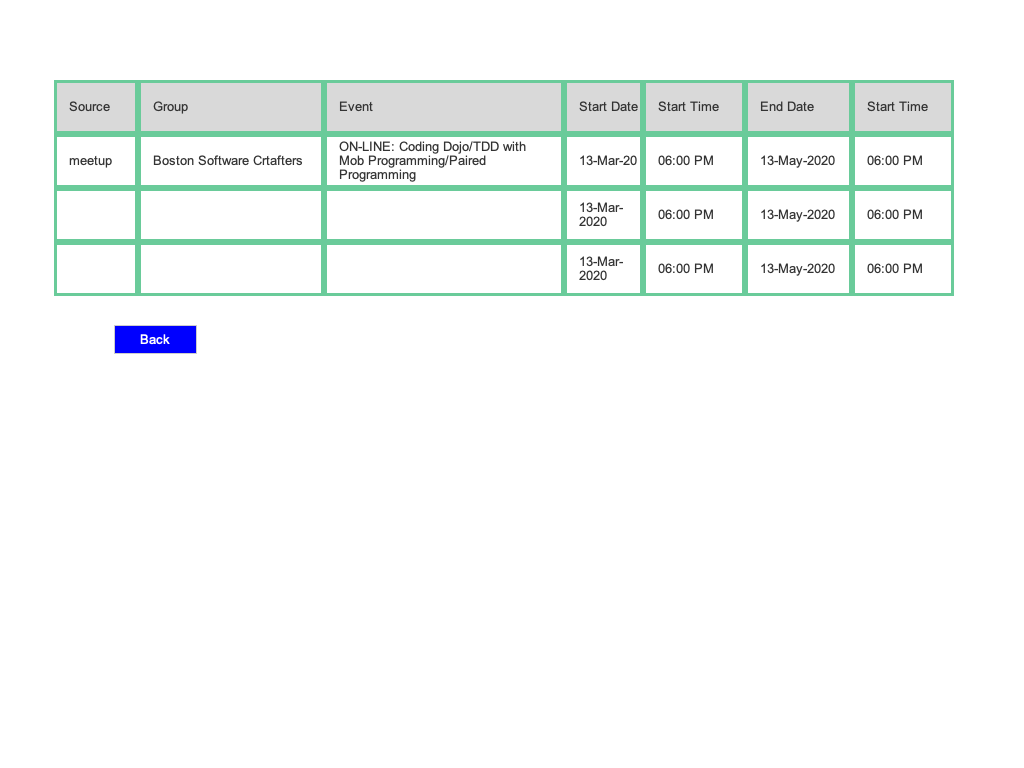 Source Group Event Start Date Start Time End Date Start Time
meetup Boston Software Crtafters ON-LINE: Coding Dojo/TDD with
Mob Programming/Paired
Programming 13-Mar-20 06:00 PM 13-May-2020 06:00 PM
13-Mar-
2020 06:00 PM 13-May-2020 06:00 PM
13-Mar-
2020 06:00 PM 13-May-2020 06:00 PM
Back